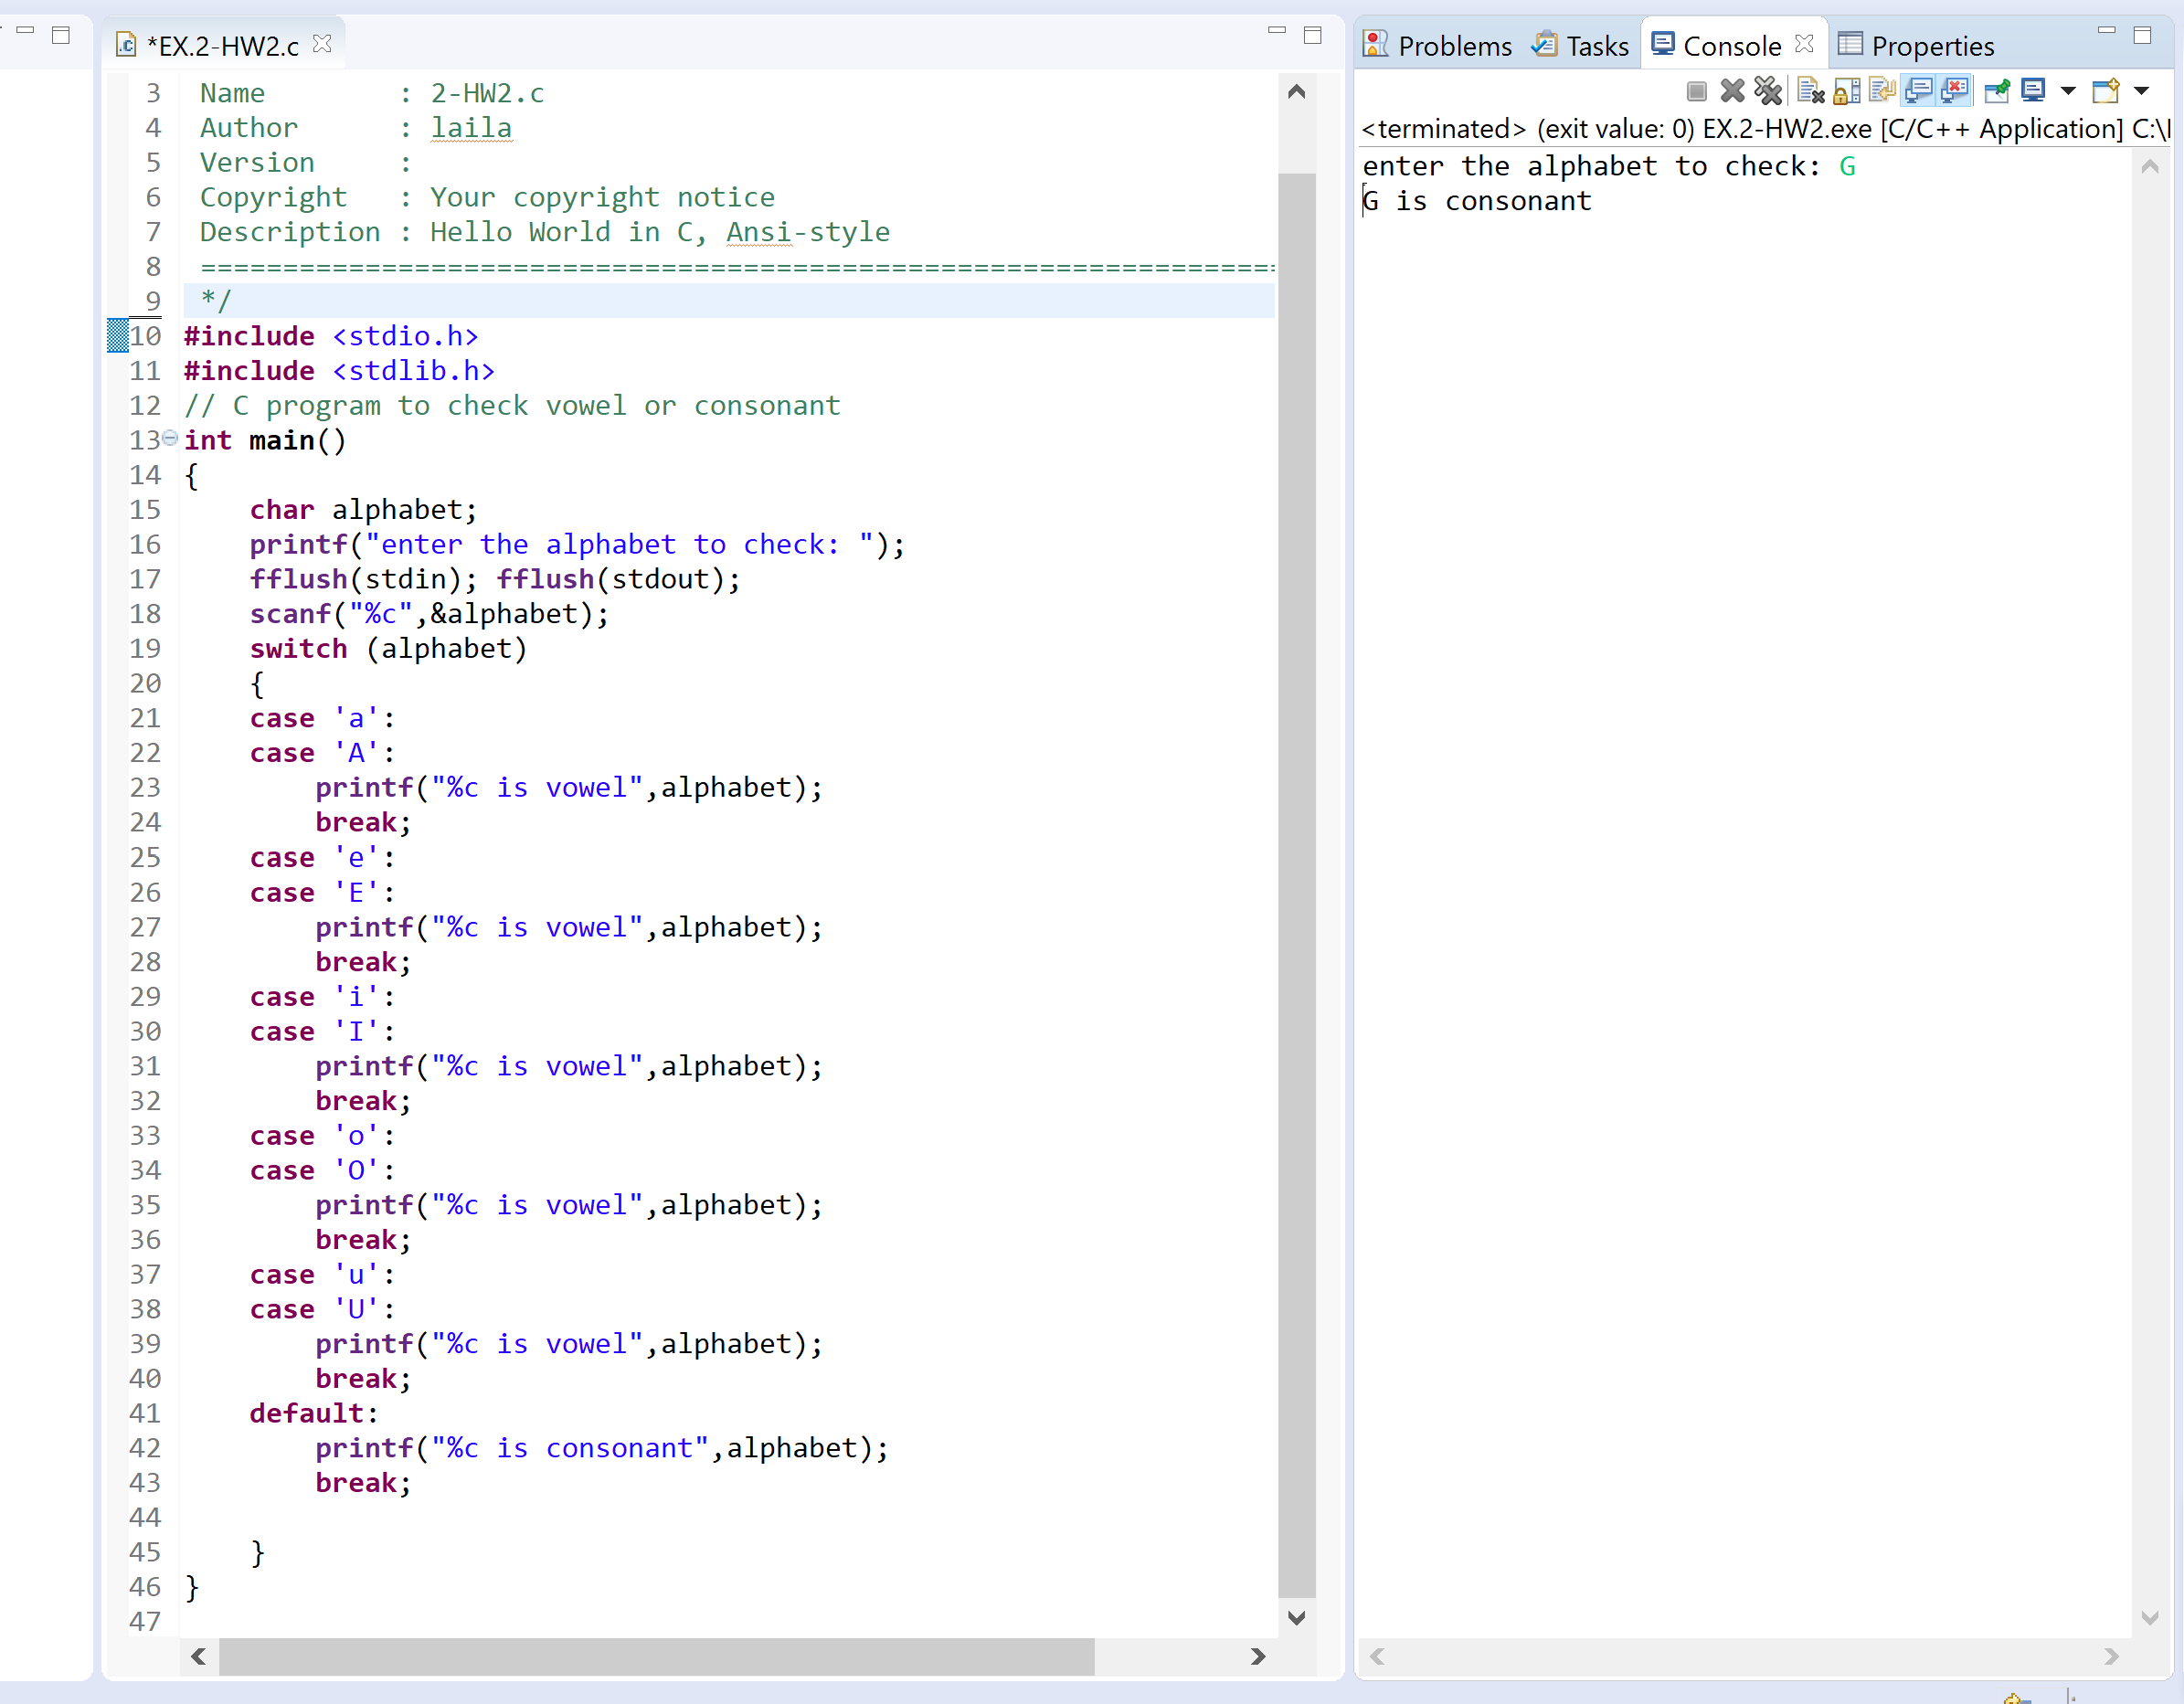 *EX.2-HW2.c
3 Name : 2-HW2.c
4 Author : laila
5 Version :
6 Copyright : Your copyright notice
7 Description : Hello World in C, Ansi-style
8 ==================================================================
9 */
10 #include <stdio.h>
11 #include <stdlib.h>
12 // C program to check vowel or consonant
13 int main()
14 {
15 char alphabet;
16 printf("enter the alphabet to check: ");
17 fflush(stdin); fflush(stdout);
18 scanf("%c",&alphabet);
19 switch (alphabet)
20 {
21 case 'a':
22 case 'A':
23 printf("%c is vowel",alphabet);
24 break;
25 case 'e':
26 case 'E':
27 printf("%c is vowel",alphabet);
28 break;
29 case 'i':
30 case 'I':
31 printf("%c is vowel",alphabet);
32 break;
33 case 'o':
34 case 'O':
35 printf("%c is vowel",alphabet);
36 break;
37 case 'u':
38 case 'U':
39 printf("%c is vowel",alphabet);
40 break;
41 default:
42 printf("%c is consonant",alphabet);
43 break;
44
45 }
46 }
47
Problems Tasks Console Properties
<terminated> (exit value: 0) EX.2-HW2.exe [C/C++ Application] C:\
enter the alphabet to check: G
G is consonant